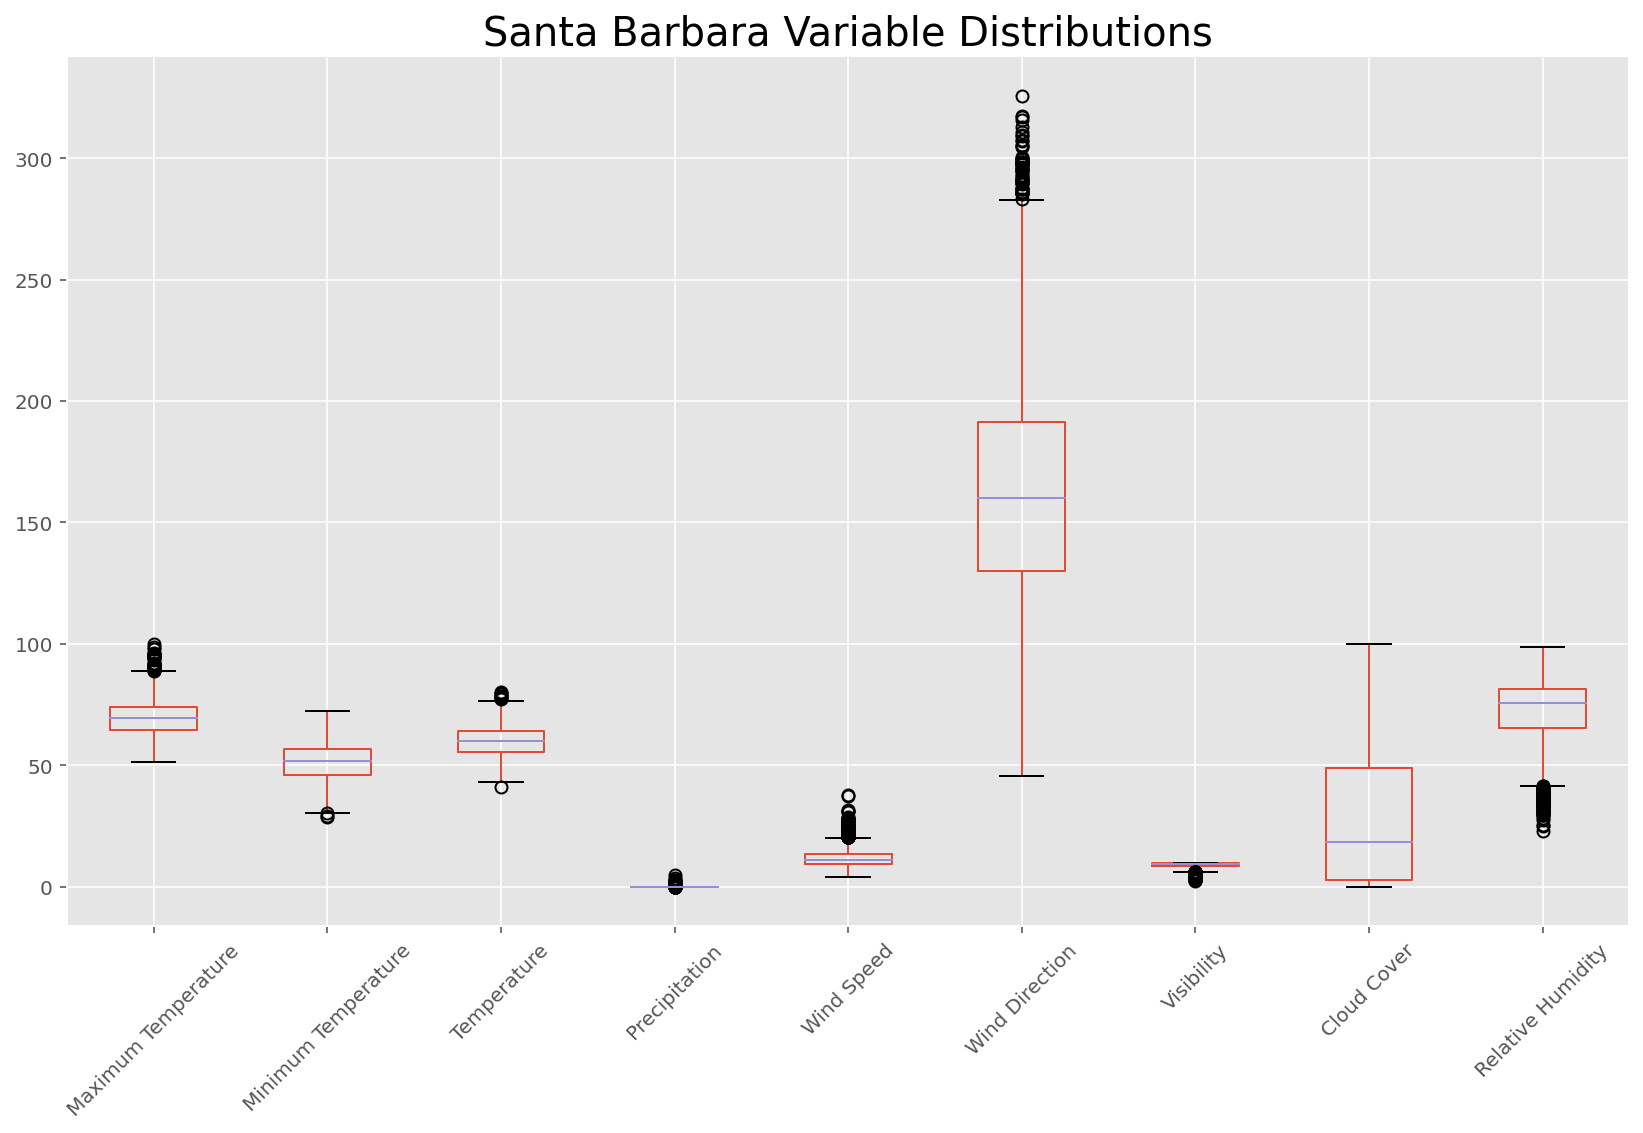 Santa Barbara Variable Distributions
300
250
200
150
100
50
0
Maximum Temperature
Minimum Temperature
Temperature
Precipitation
Wind Speed
Wind Direction
Visibility
Cloud Cover
Relative Humidity